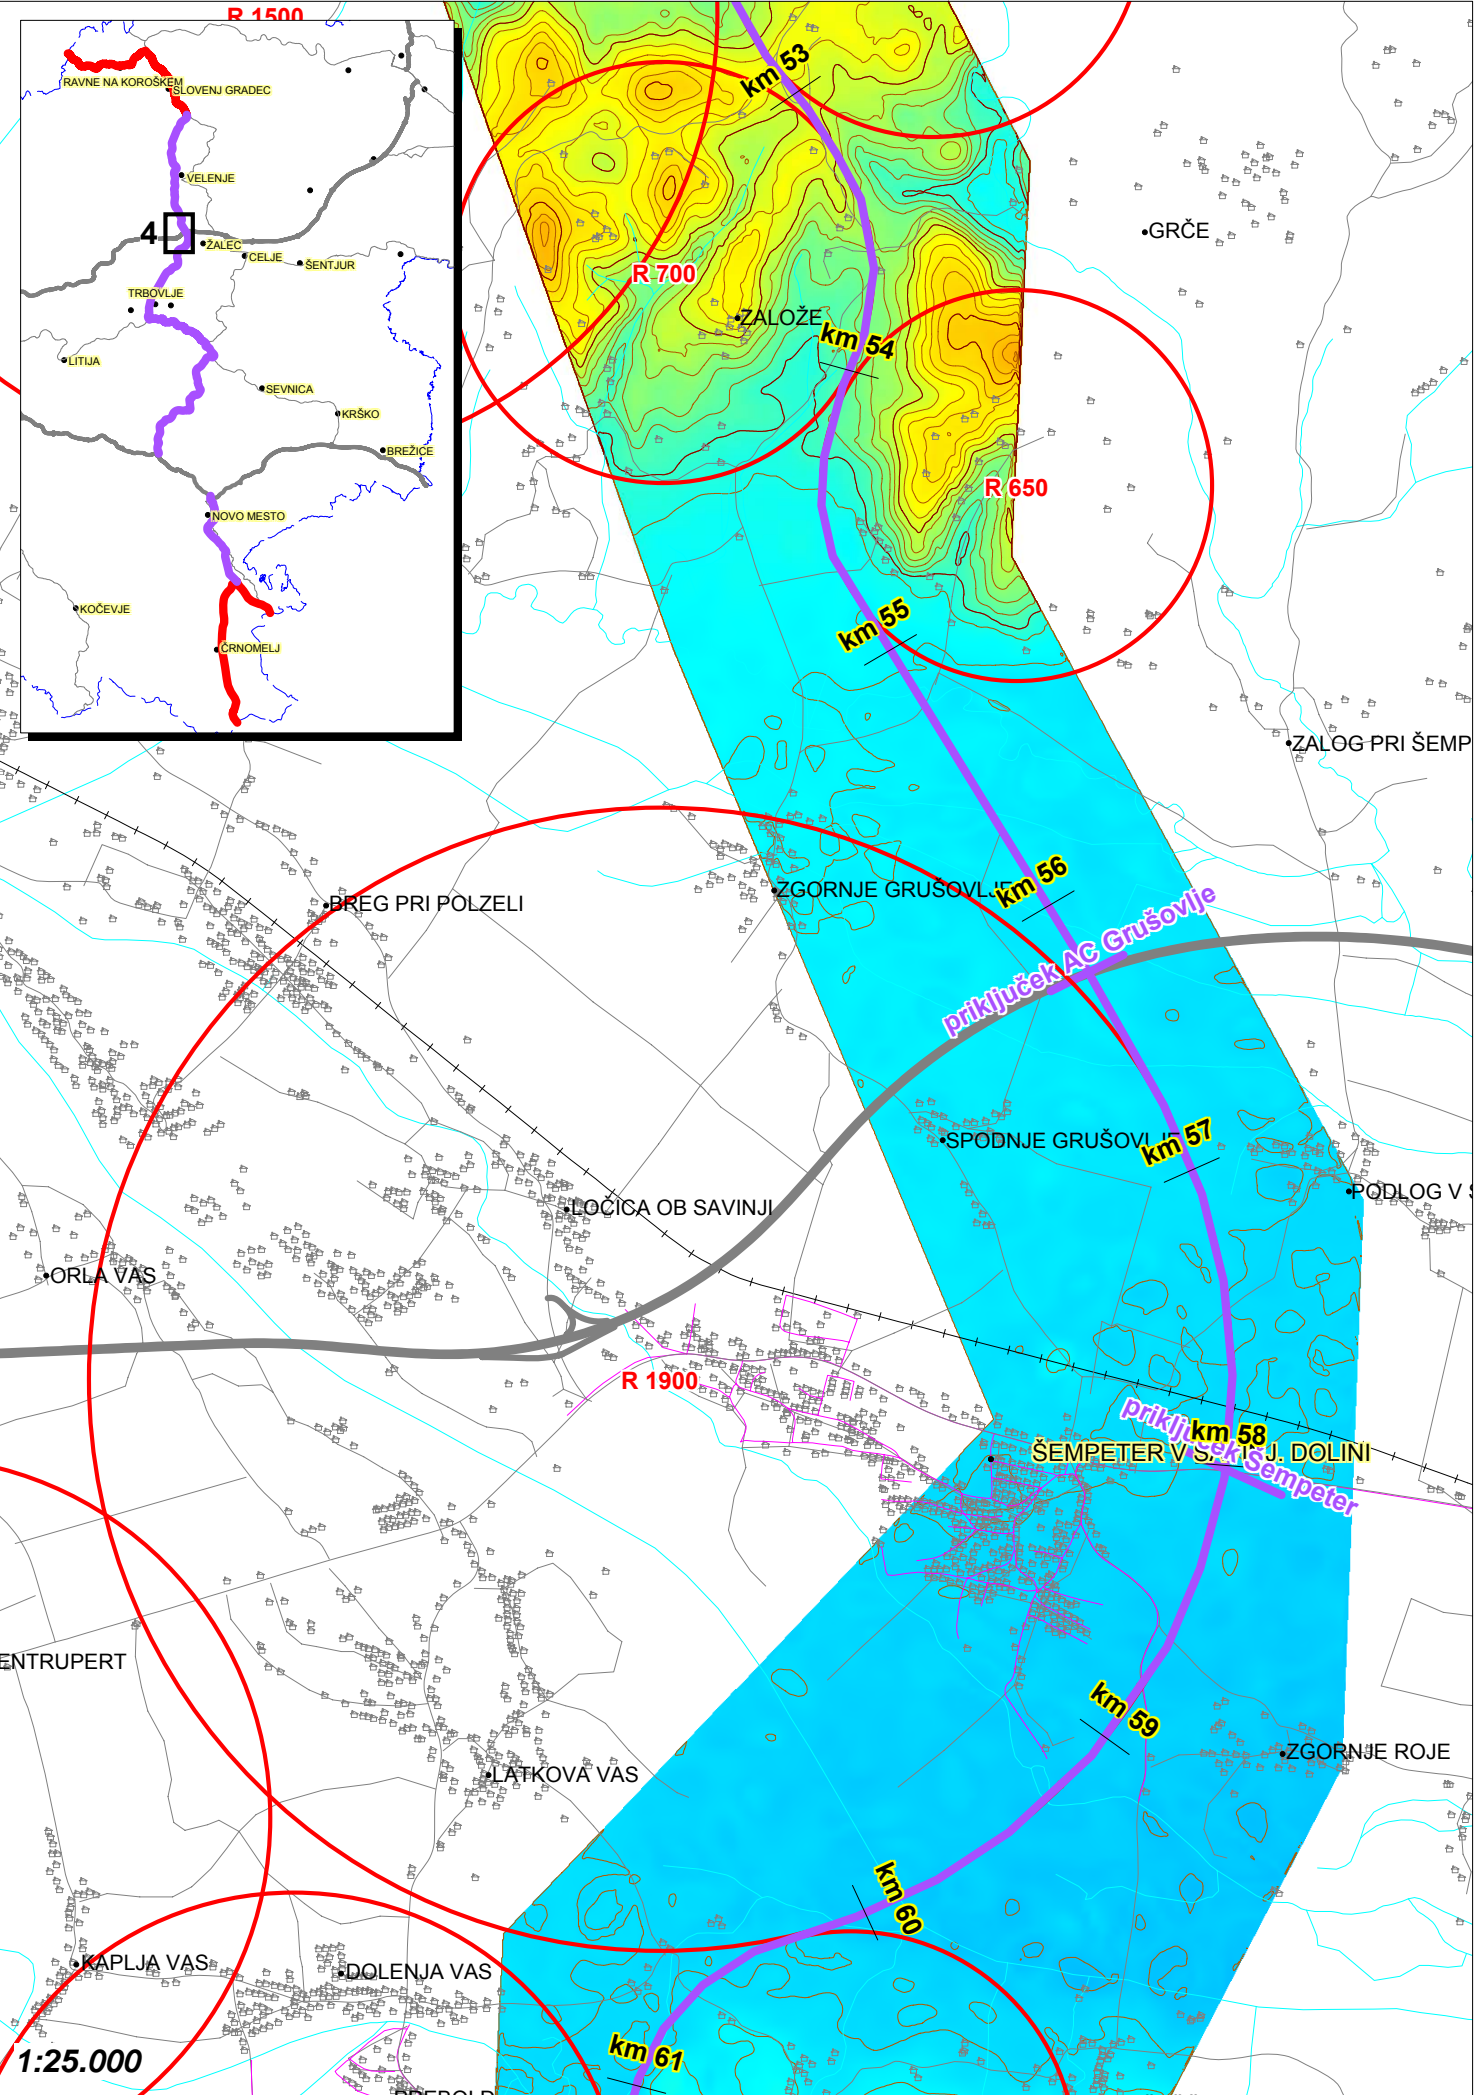 R 1500
RAVNE NA KOROŠKEM
SLOVENJ GRADEC
VELENJE
4
ŽALEC
CELJE
ŠENTJUR
TRBOVLJE
LITIJA
SEVNICA
KRŠKO
BREŽICE
NOVO MESTO
KOČEVJE
ČRNOMELJ
km 53
GRČE
R 700
ZALOŽE
km 54
R 650
km 55
ZALOG PRI ŠEMP
km 56
ZGORNJE GRUŠOVLJE
BREG PRI POLZELI
priključek AC Grušovlje
km 57
SPODNJE GRUŠOVLJE
PODLOG V S
LOČICA OB SAVINJI
ORLA VAS
R 1900
priključek Šempeter
km 58
ŠEMPETER V SAVINJ. DOLINI
ENTRUPERT
km 59
ZGORNJE ROJE
LATKOVA VAS
km 60
KAPLJA VAS
DOLENJA VAS
km 61
1:25.000